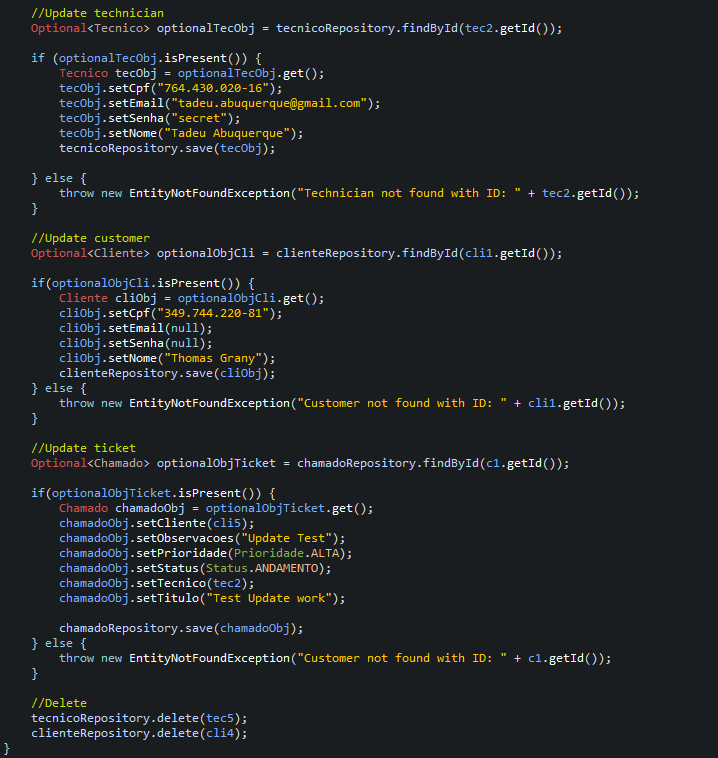 //Update technician
Optional<Tecnico> optionalTecObj = tecnicoRepository.findById(tec2.getId());
if (optionalTecObj.isPresent()) {
Tecnico tecObj = optionalTecObj.get();
tecObj.setCpf("764.430.020-16");
tecObj.setEmail("tadeu.abuquerque@gmail.com");
tecObj.setSenha("secret");
tecObj.setNome("Tadeu Abuquerque");
tecnicoRepository.save(tecObj);
} else {
throw new EntityNotFoundException("Technician not found with ID: " + tec2.getId());
}
//Update customer
Optional<Cliente> optionalObjCli = clienteRepository.findById(cli1.getId());
if(optionalObjCli.isPresent()) {
Cliente cliObj = optionalObjCli.get();
cliObj.setCpf("349.744.220-81");
cliObj.setEmail(null);
cliObj.setSenha(null);
cliObj.setNome("Thomas Grany");
clienteRepository.save(cliObj);
} else {
throw new EntityNotFoundException("Customer not found with ID: " + cli1.getId());
}
//Update ticket
Optional<Chamado> optionalObjTicket = chamadoRepository.findById(c1.getId());
if(optionalObjTicket.isPresent()) {
Chamado chamadoObj = optionalObjTicket.get();
chamadoObj.setCliente(cli5);
chamadoObj.setObservacoes("Update Test");
chamadoObj.setPrioridade(Prioridade.ALTA);
chamadoObj.setStatus(Status.ANDAMENTO);
chamadoObj.setTecnico(tec2);
chamadoObj.setTitulo("Test Update work");
chamadoRepository.save(chamadoObj);
} else {
throw new EntityNotFoundException("Customer not found with ID: " + c1.getId());
}
//Delete
tecnicoRepository.delete(tec5);
clienteRepository.delete(cli4);
}